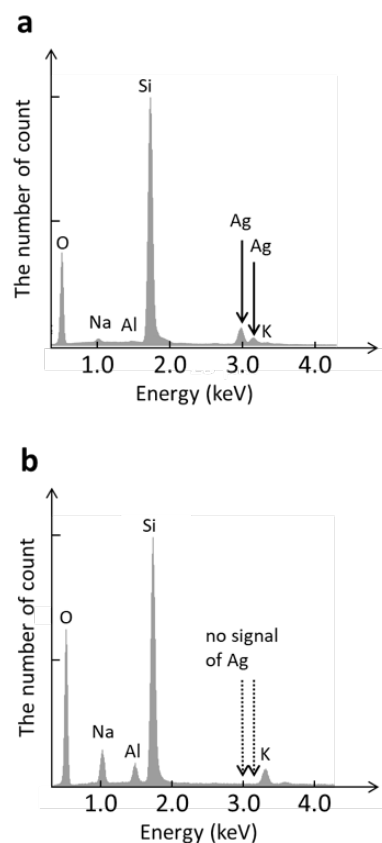 a
The number of count
Si
O
Na
Al
Ag
Ag
K
1.0
2.0
3.0
4.0
Energy (keV)
b
The number of count
Si
O
Na
Al
no signal
of Ag
K
1.0
2.0
3.0
4.0
Energy (keV)